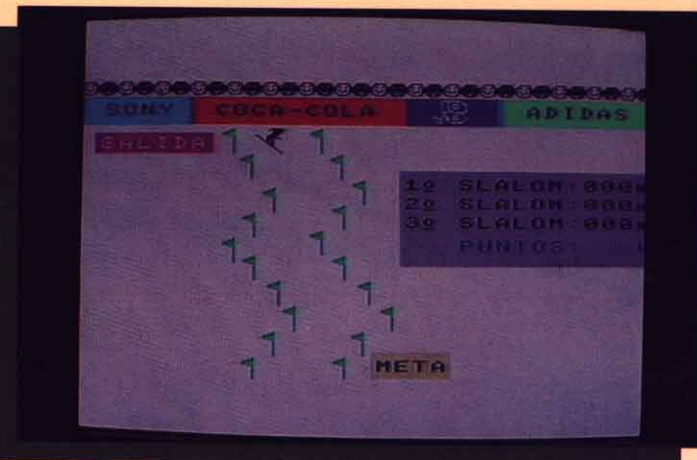 SONY COCA-COLA ADIDAS
SALIDA
1º SLALOM:000
2º SLALOM:000
3º SLALOM:000
PUNTOS:
META